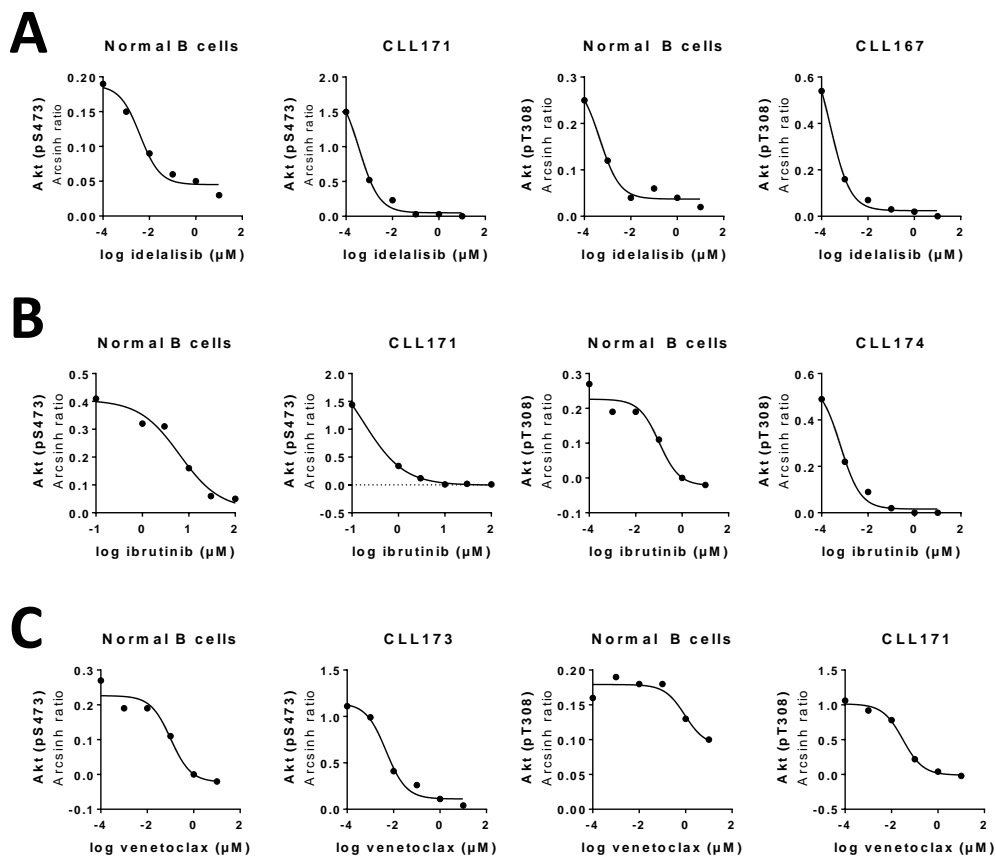 A
Normal B cells
Akt (pS473)
Arcsinh ratio
0.20
0.15
0.10
0.05
0.00
-4 -2 0 2
log idelalisib (µM)
CLL171
Akt (pS473)
Arcsinh ratio
2.0
1.5
1.0
0.5
0.0
-4 -2 0 2
log idelalisib (µM)
Normal B cells
Akt (pT308)
Arcsinh ratio
0.3
0.2
0.1
0.0
-4 -2 0 2
log idelalisib (µM)
CLL167
Akt (pT308)
Arcsinh ratio
0.6
0.4
0.2
0.0
-4 -2 0 2
log idelalisib (µM)
B
Normal B cells
Akt (pS473)
Arcsinh ratio
0.5
0.4
0.3
0.2
0.1
0.0
-1 0 1 2
log ibrutinib (µM)
CLL171
Akt (pS473)
Arcsinh ratio
2.0
1.5
1.0
0.5
0.0
-0.5
-1 0 1 2
log ibrutinib (µM)
Normal B cells
Akt (pT308)
Arcsinh ratio
0.3
0.2
0.1
0.0
-0.1
-4 -2 0 2
log ibrutinib (µM)
CLL174
Akt (pT308)
Arcsinh ratio
0.6
0.4
0.2
0.0
-4 -2 0 2
log ibrutinib (µM)
C
Normal B cells
Akt (pS473)
Arcsinh ratio
0.3
0.2
0.1
0.0
-0.1
-4 -2 0 2
log venetoclax (µM)
CLL173
Akt (pS473)
Arcsinh ratio
1.5
1.0
0.5
0.0
-4 -2 0 2
log venetoclax (µM)
Normal B cells
Akt (pT308)
Arcsinh ratio
0.20
0.15
0.10
0.05
0.00
-4 -2 0 2
log venetoclax (µM)
CLL171
Akt (pT308)
Arcsinh ratio
1.5
1.0
0.5
0.0
-0.5
-4 -2 0 2
log venetoclax (µM)